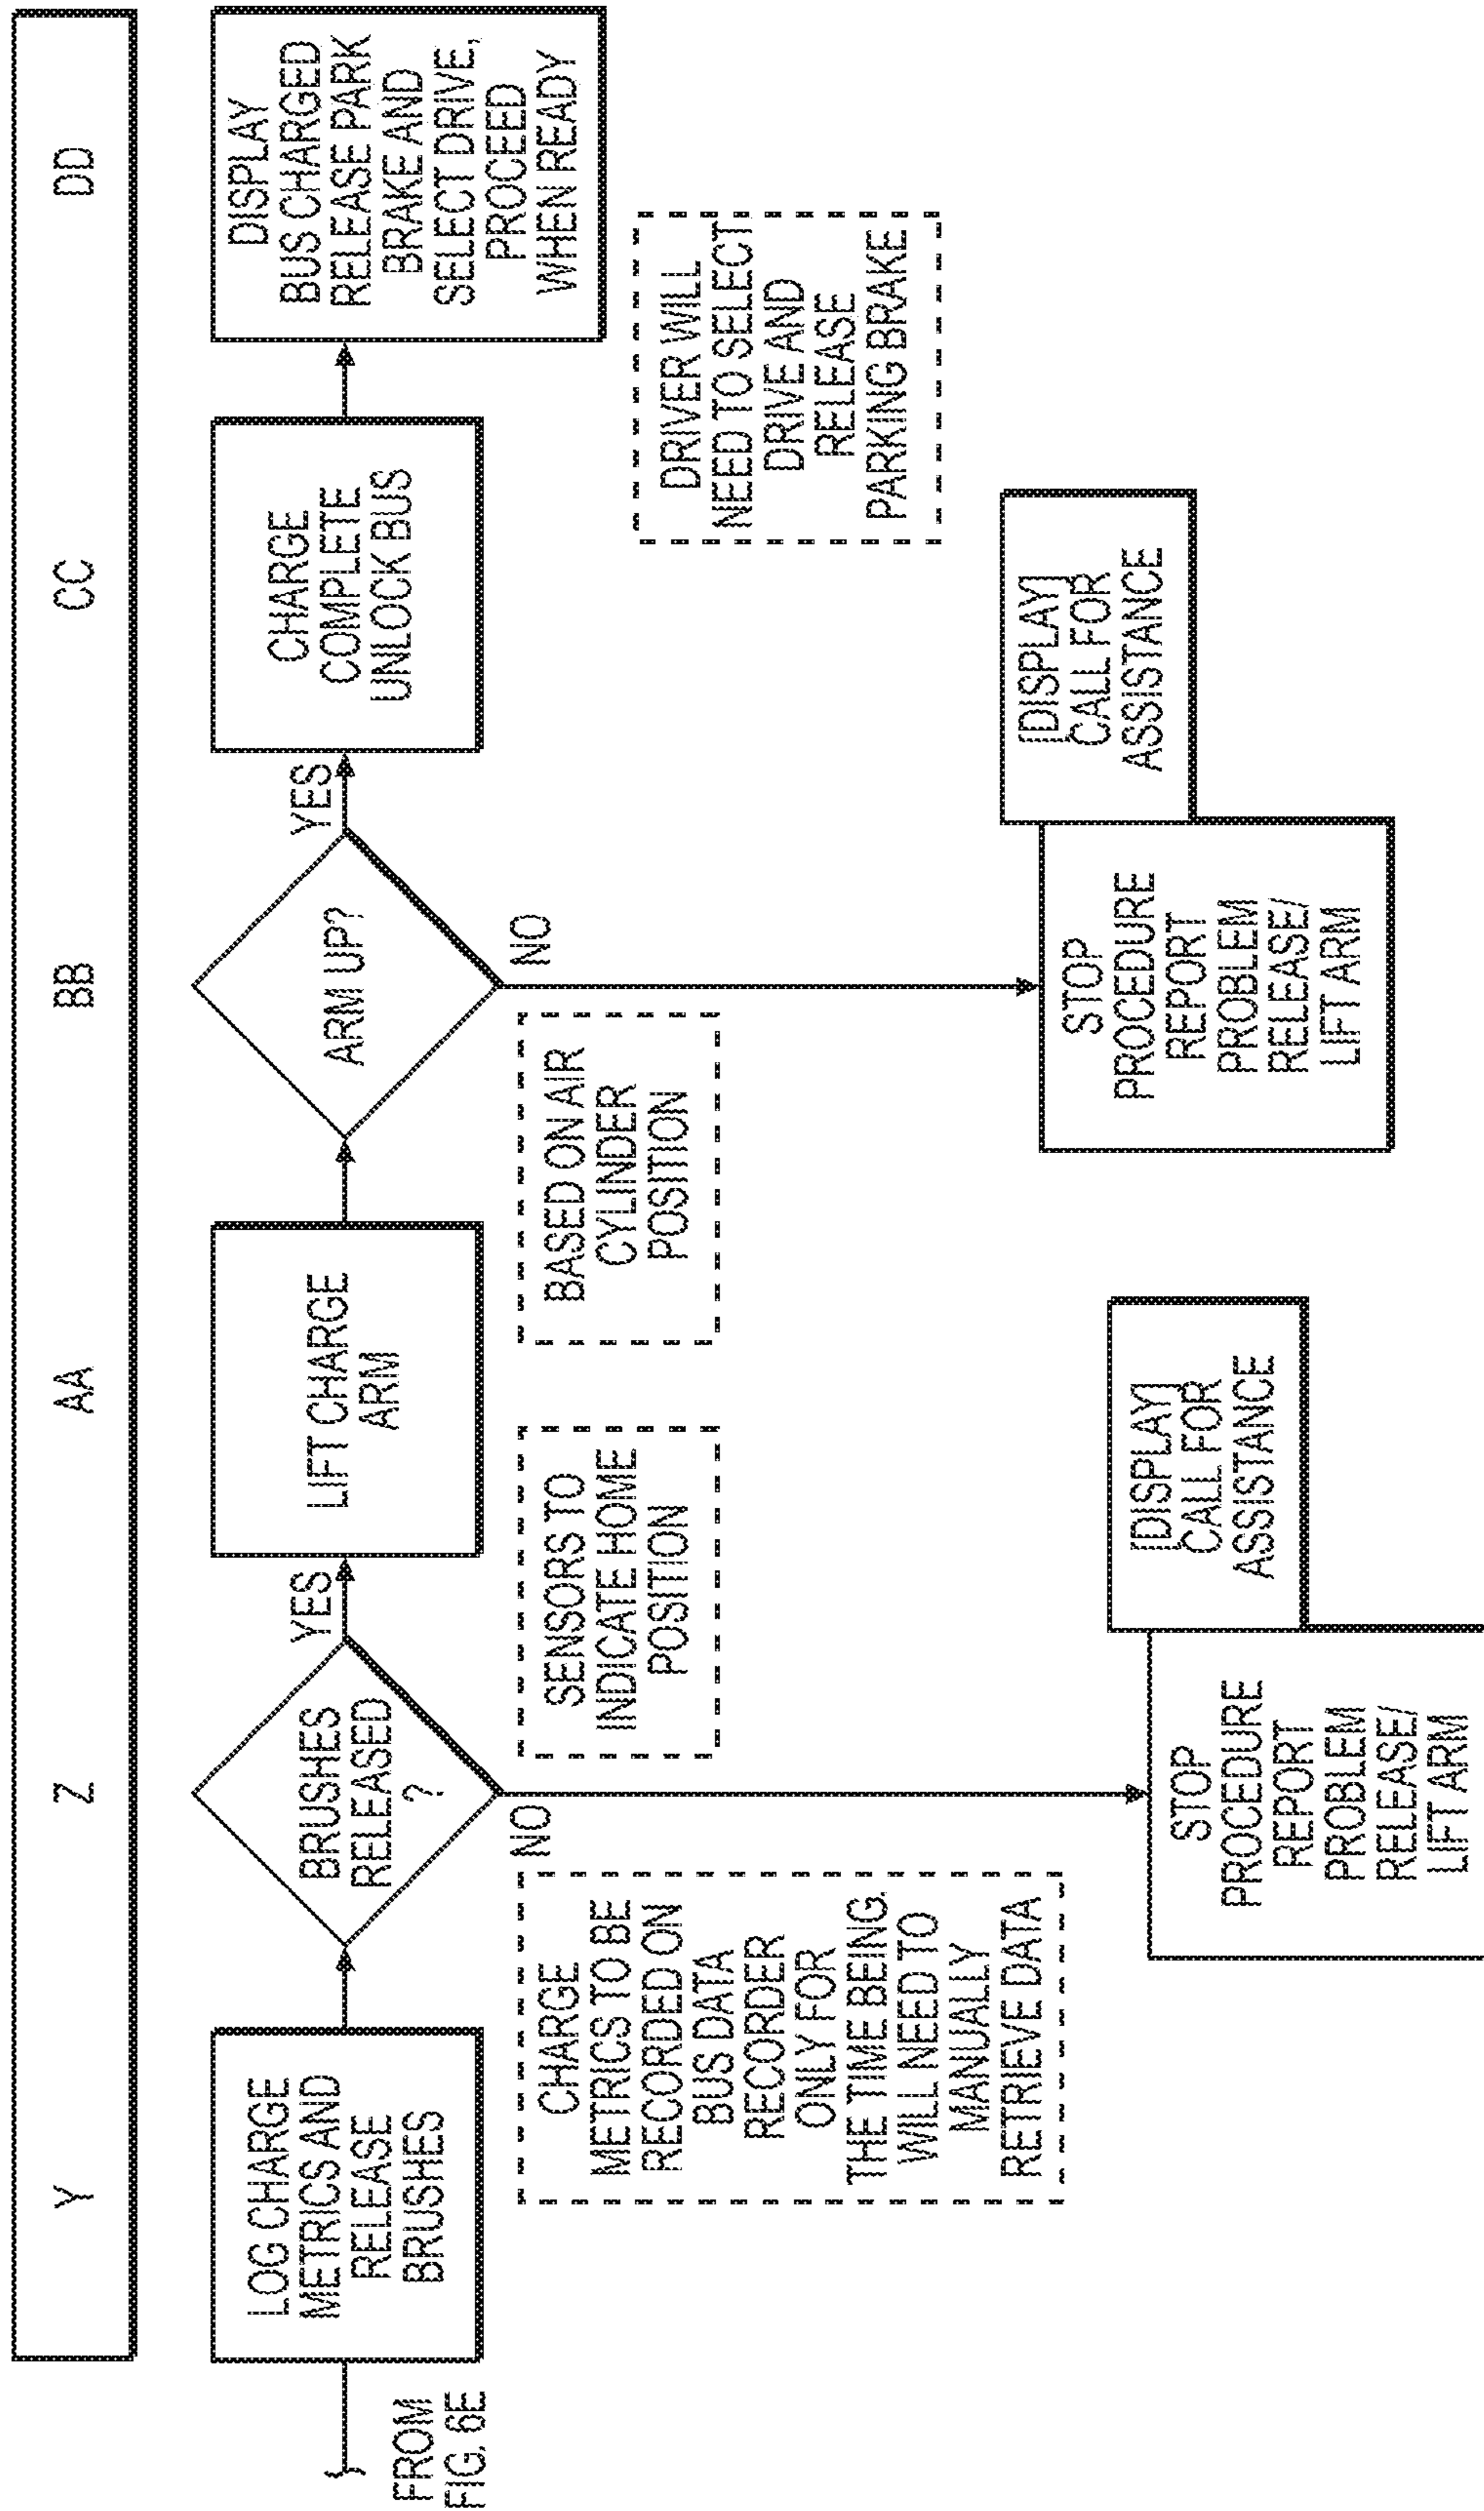 Y
Z
AA
BB
CC
DD
FROM
FIG. 6E
LOG CHARGE
METRICS AND
RELEASE
BRUSHES
BRUSHES
RELEASED
?
YES
NO
LIFT CHARGE
ARM
ARM UP?
YES
NO
CHARGE
COMPLETE
UNLOCK BUS
DISPLAY
BUS CHARGED
RELEASE PARK
BRAKE AND
SELECT DRIVE,
PROCEED
WHEN READY
CHARGE
METRICS TO BE
RECORDED ON
BUS DATA
RECORDER
ONLY FOR
THE TIME BEING.
WILL NEED TO
MANUALLY
RETRIEVE DATA
SENSORS TO
INDICATE HOME
POSITION
BASED ON AIR
CYLINDER
POSITION
DRIVER WILL
NEED TO SELECT
DRIVE AND
RELEASE
PARKING BRAKE
STOP
PROCEDURE
REPORT
PROBLEM
RELEASE/
LIFT ARM
[DISPLAY]
CALL FOR
ASSISTANCE
STOP
PROCEDURE
REPORT
PROBLEM
RELEASE/
LIFT ARM
[DISPLAY]
CALL FOR
ASSISTANCE